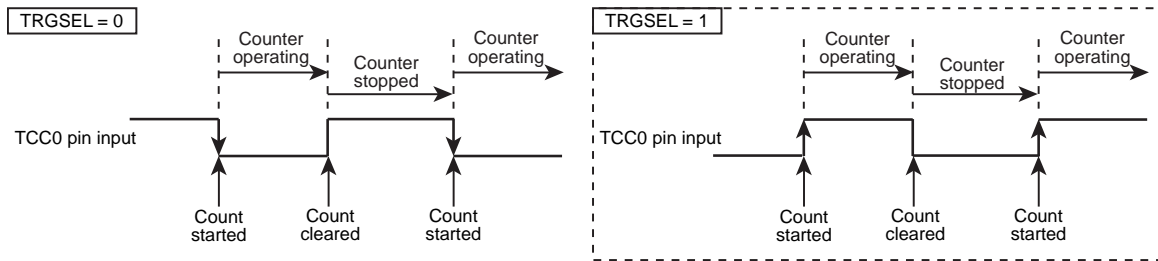 TRGSEL = 0
Counter
operating
Counter
stopped
Counter
operating
TCC0 pin input
Count
started
Count
cleared
Count
started
TRGSEL = 1
Counter
operating
Counter
stopped
Counter
operating
TCC0 pin input
Count
started
Count
cleared
Count
started